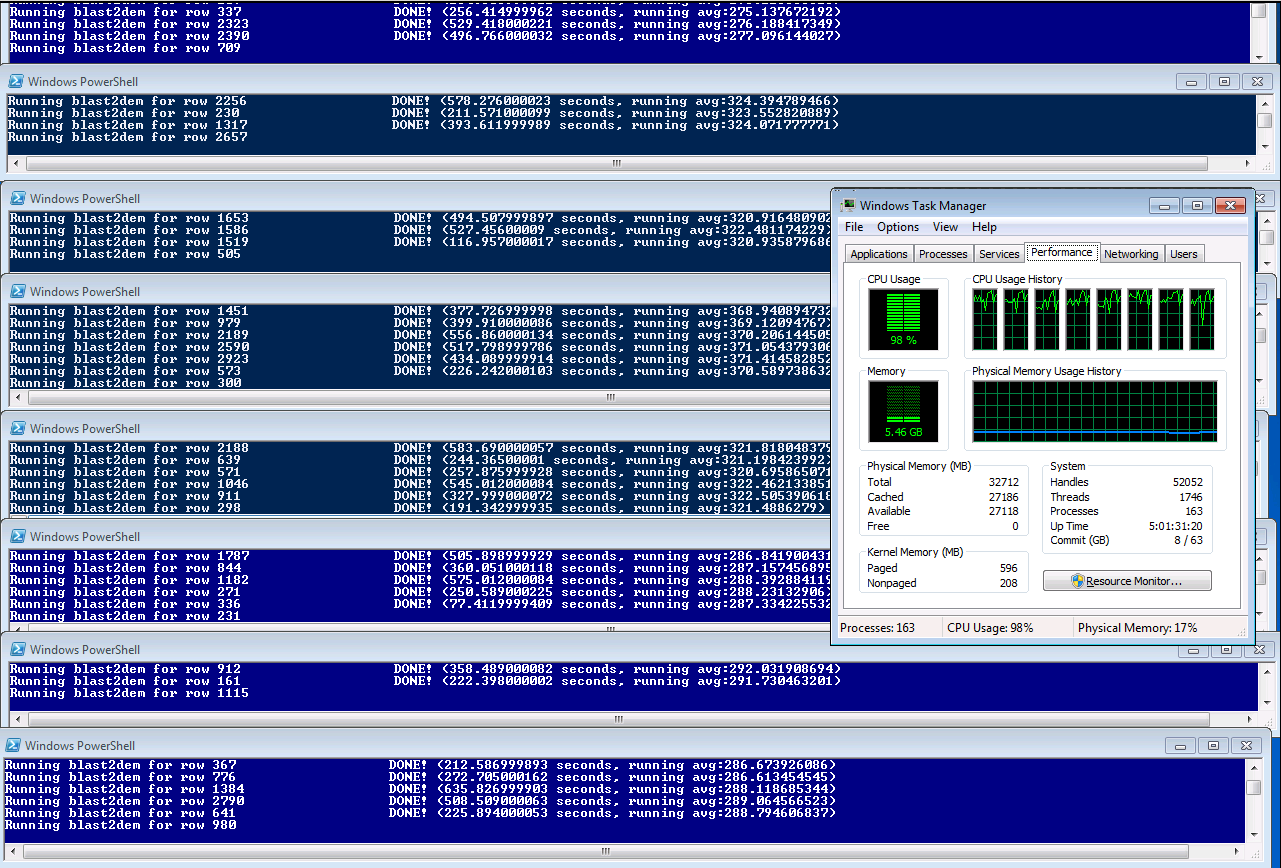 Running blast2dem for row 337 DONE! (256.414999962 seconds, running avg:275.137672192)
Running blast2dem for row 2323 DONE! (529.418000221 seconds, running avg:276.188417349)
Running blast2dem for row 2390 DONE! (496.766000032 seconds, running avg:277.096144027)
Running blast2dem for row 709
Windows PowerShell
Running blast2dem for row 2256 DONE! (578.276000023 seconds, running avg:324.394789466)
Running blast2dem for row 230 DONE! (211.571000099 seconds, running avg:323.552820889)
Running blast2dem for row 1317 DONE! (393.611999989 seconds, running avg:324.071777771)
Running blast2dem for row 2657
Windows PowerShell
Running blast2dem for row 1653 DONE! (494.507999897 seconds, running avg:320.916480902
Running blast2dem for row 1586 DONE! (527.45600009 seconds, running avg:322.481174229)
Running blast2dem for row 1519 DONE! (116.957000017 seconds, running avg:320.935879686
Running blast2dem for row 505
Windows PowerShell
Running blast2dem for row 1451 DONE! (377.726999998 seconds, running avg:368.940894732
Running blast2dem for row 979 DONE! (399.910000086 seconds, running avg:369.12094767)
Running blast2dem for row 2189 DONE! (556.860000134 seconds, running avg:370.206144505
Running blast2dem for row 2590 DONE! (517.798999786 seconds, running avg:371.054379306
Running blast2dem for row 2923 DONE! (434.089999914 seconds, running avg:371.414582852
Running blast2dem for row 573 DONE! (226.242000103 seconds, running avg:370.589738632
Running blast2dem for row 300
Windows PowerShell
Running blast2dem for row 2188 DONE! (583.690000057 seconds, running avg:321.818048379
Running blast2dem for row 639 DONE! (244.365000001 seconds, running avg:321.198423992
Running blast2dem for row 571 DONE! (257.875999928 seconds, running avg:320.695865071
Running blast2dem for row 1046 DONE! (545.012000084 seconds, running avg:322.462133851
Running blast2dem for row 911 DONE! (327.999000072 seconds, running avg:322.505390618
Running blast2dem for row 298 DONE! (191.342999935 seconds, running avg:321.4886279)
Windows PowerShell
Running blast2dem for row 1787 DONE! (505.898999929 seconds, running avg:286.841900431
Running blast2dem for row 844 DONE! (360.051000118 seconds, running avg:287.157456895
Running blast2dem for row 1182 DONE! (575.012000084 seconds, running avg:288.392884119
Running blast2dem for row 271 DONE! (250.589000225 seconds, running avg:288.23132906)
Running blast2dem for row 336 DONE! (77.4119999409 seconds, running avg:287.334225532
Running blast2dem for row 231
Windows PowerShell
Running blast2dem for row 912 DONE! (358.489000082 seconds, running avg:292.031908694)
Running blast2dem for row 161 DONE! (222.398000002 seconds, running avg:291.730463201)
Running blast2dem for row 1115
Windows PowerShell
Running blast2dem for row 367 DONE! (212.586999893 seconds, running avg:286.673926086)
Running blast2dem for row 776 DONE! (272.705000162 seconds, running avg:286.613454545)
Running blast2dem for row 1384 DONE! (635.826999903 seconds, running avg:288.118685344)
Running blast2dem for row 2790 DONE! (508.509000063 seconds, running avg:289.064566523)
Running blast2dem for row 641 DONE! (225.894000053 seconds, running avg:288.794606837)
Running blast2dem for row 980
Windows Task Manager
File Options View Help
Applications Processes Services Performance Networking Users
CPU Usage CPU Usage History
98 %
Memory Physical Memory Usage History
5.46 GB
Physical Memory (MB)
Total 32712
Cached 27186
Available 27118
Free 0
System
Handles 52052
Threads 1746
Processes 163
Up Time 5:01:31:20
Commit (GB) 8 / 63
Kernel Memory (MB)
Paged 596
Nonpaged 208
Resource Monitor...
Processes: 163 CPU Usage: 98% Physical Memory: 17%